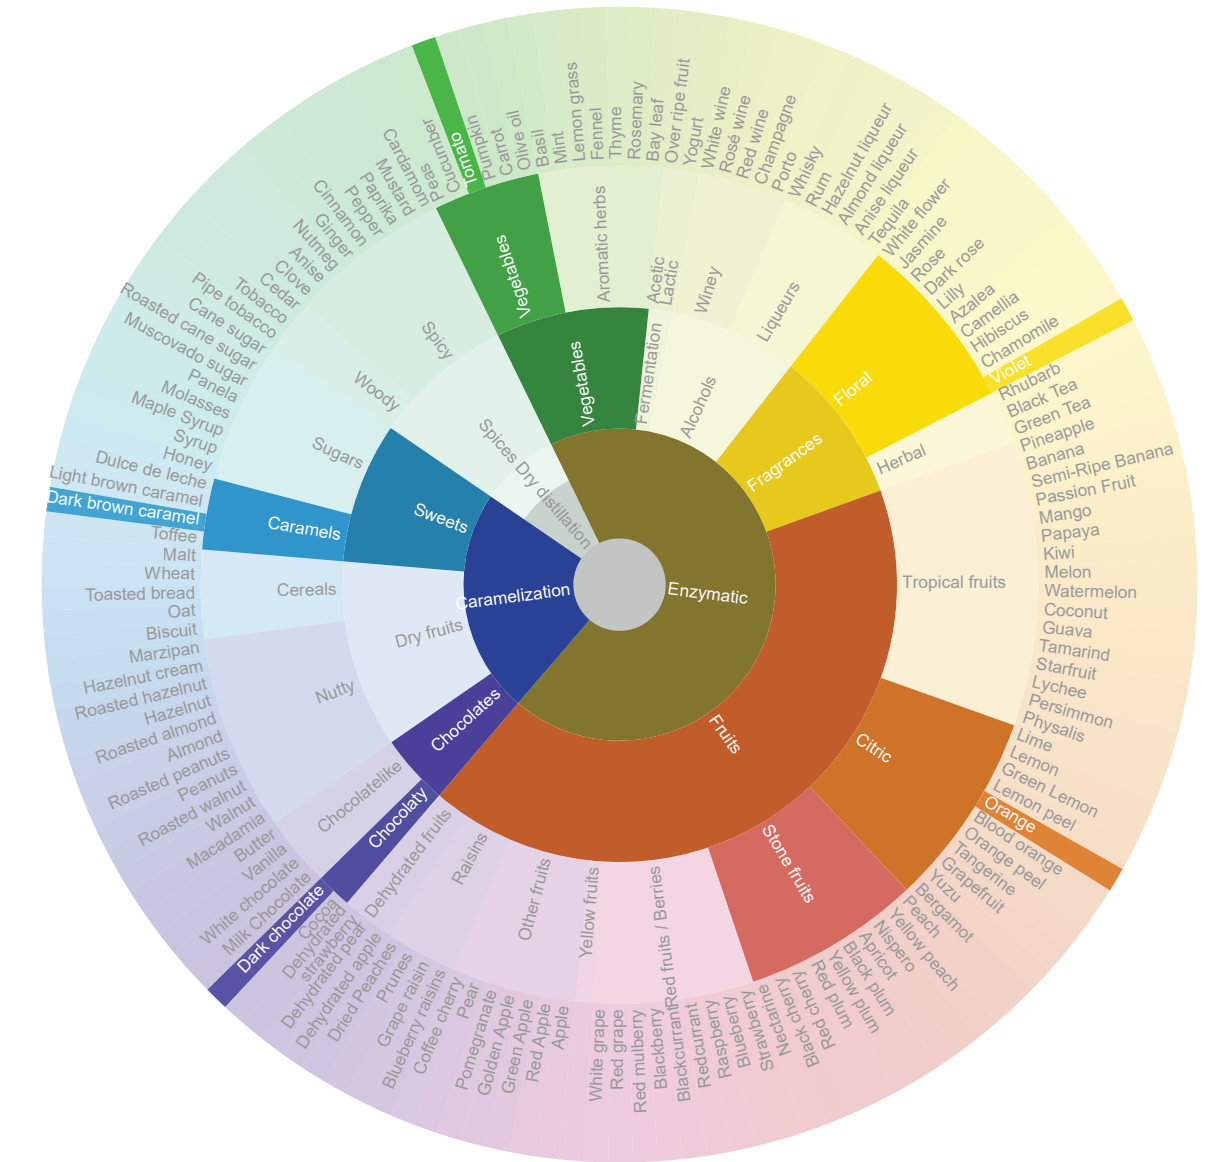 Enzymatic
Caramelization
Dry distillation
Vegetables
Fermentation
Alcohols
Fragrances
Fruits
Chocolates
Dry fruits
Sweets
Spices
Vegetables
Aromatic herbs
Acetic
Lactic
Winey
Liqueurs
Floral
Herbal
Tropical fruits
Citric
Stone fruits
Red fruits / Berries
Yellow fruits
Other fruits
Raisins
Dehydrated fruits
Chocolaty
Chocolatelike
Nutty
Cereals
Caramels
Sugars
Woody
Spicy
Peas
Cucumber
Tomato
Pumpkin
Carrot
Olive oil
Basil
Mint
Lemon grass
Fennel
Thyme
Rosemary
Bay leaf
Over ripe fruit
Yogurt
White wine
Rosé wine
Red wine
Champagne
Porto
Whisky
Rum
Hazelnut liqueur
Almond liqueur
Anise liqueur
Tequila
White flower
Jasmine
Rose
Dark rose
Lilly
Azalea
Camellia
Hibiscus
Chamomile
Violet
Rhubarb
Black Tea
Green Tea
Pineapple
Banana
Semi-Ripe Banana
Passion Fruit
Mango
Papaya
Kiwi
Melon
Watermelon
Coconut
Guava
Tamarind
Starfruit
Lychee
Persimmon
Physalis
Lime
Lemon
Green Lemon
Lemon peel
Orange
Blood orange
Orange peel
Tangerine
Grapefruit
Yuzu
Bergamot
Peach
Yellow peach
Nispero
Apricot
Black plum
Yellow plum
Red plum
Red cherry
Black cherry
Nectarine
Strawberry
Blueberry
Raspberry
Redcurrant
Blackcurrant
Blackberry
Red mulberry
Red grape
White grape
Apple
Red Apple
Green Apple
Golden Apple
Pomegranate
Pear
Coffee cherry
Blueberry raisins
Grape raisin
Prunes
Dried Peaches
Dehydrated apple
Dehydrated pear
Dehydrated
strawberry
Cocoa
Dark chocolate
Milk Chocolate
White chocolate
Vanilla
Butter
Macadamia
Walnut
Roasted walnut
Peanuts
Roasted peanuts
Almond
Roasted almond
Hazelnut
Roasted hazelnut
Hazelnut cream
Marzipan
Biscuit
Oat
Toasted bread
Wheat
Malt
Toffee
Dark brown caramel
Light brown caramel
Dulce de leche
Honey
Syrup
Maple Syrup
Molasses
Panela
Muscovado sugar
Roasted cane sugar
Cane sugar
Pipe tobacco
Tobacco
Cedar
Clove
Anise
Nutmeg
Ginger
Cinnamon
Pepper
Paprika
Mustard
Cardamom